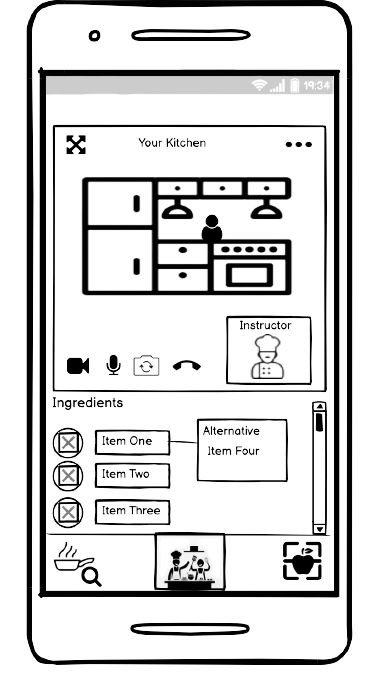 19:34
Your Kitchen
Instructor
Ingredients
Item One
Alternative
Item Four
Item Two
Item Three